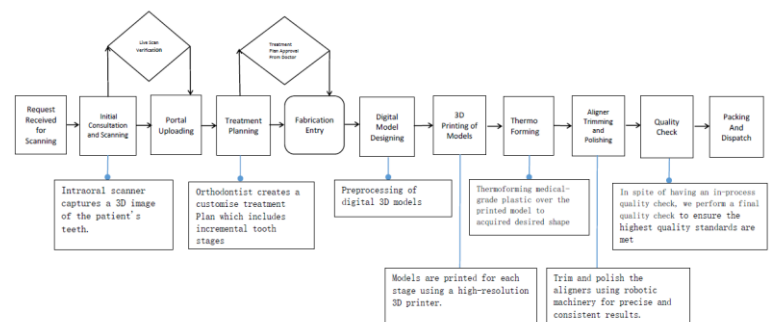 Live Scan
Verification
Treatment
Plan Approval
From Doctor
Request
Received
for
Scanning
Initial
Consultation
and Scanning
Portal
Uploading
Treatment
Planning
Fabrication
Entry
Digital
Model
Designing
3D
Printing of
Models
Thermo
Forming
Aligner
Trimming
and
Polishing
Quality
Check
Packing
And
Dispatch
Intraoral scanner
captures a 3D image
of the patient's
teeth.
Orthodontist creates a
customise treatment
Plan which includes
incremental tooth
stages
Preprocessing of
digital 3D models
Thermoforming medical-
grade plastic over the
printed model to
acquired desired shape
In spite of having an in-process
quality check, we perform a final
quality check to ensure the
highest quality standards are
met
Models are printed for each
stage using a high-resolution
3D printer.
Trim and polish the
aligners using robotic
machinery for precise and
consistent results.